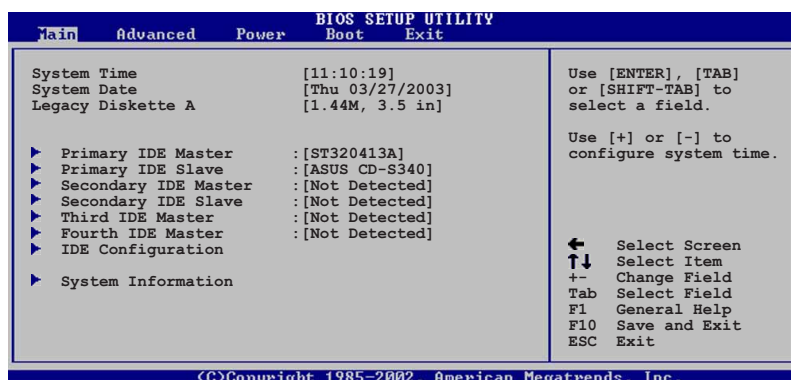 BIOS SETUP UTILITY
Main Advanced Power Boot Exit
System Time [11:10:19]
System Date [Thu 03/27/2003]
Legacy Diskette A [1.44M, 3.5 in]
Primary IDE Master :[ST320413A]
Primary IDE Slave :[ASUS CD-S340]
Secondary IDE Master :[Not Detected]
Secondary IDE Slave :[Not Detected]
Third IDE Master :[Not Detected]
Fourth IDE Master :[Not Detected]
IDE Configuration
System Information
Use [ENTER], [TAB]
or [SHIFT-TAB] to
select a field.
Use [+] or [-] to
configure system time.
← Select Screen
↑↓ Select Item
+- Change Field
Tab Select Field
F1 General Help
F10 Save and Exit
ESC Exit
(C)Copyright 1985-2002, American Megatrends, Inc.